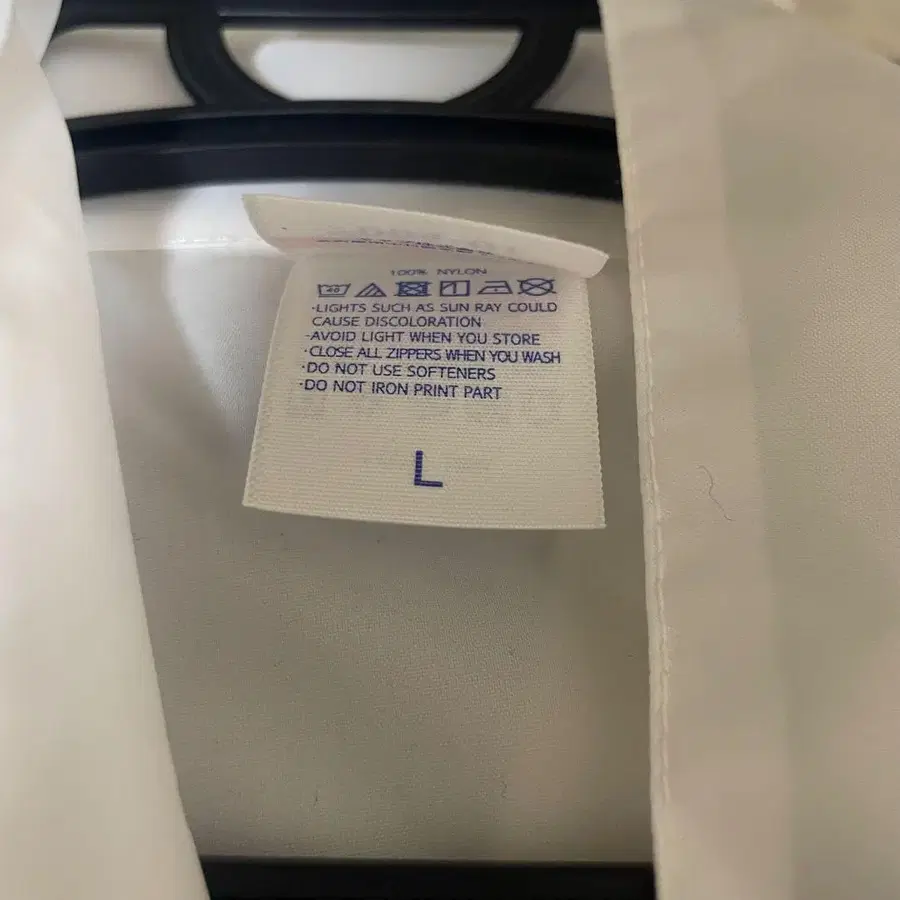 100% NYLON
40
·LIGHTS SUCH AS SUN RAY COULD
CAUSE DISCOLORATION
·AVOID LIGHT WHEN YOU STORE
·CLOSE ALL ZIPPERS WHEN YOU WASH
·DO NOT USE SOFTENERS
·DO NOT IRON PRINT PART
L